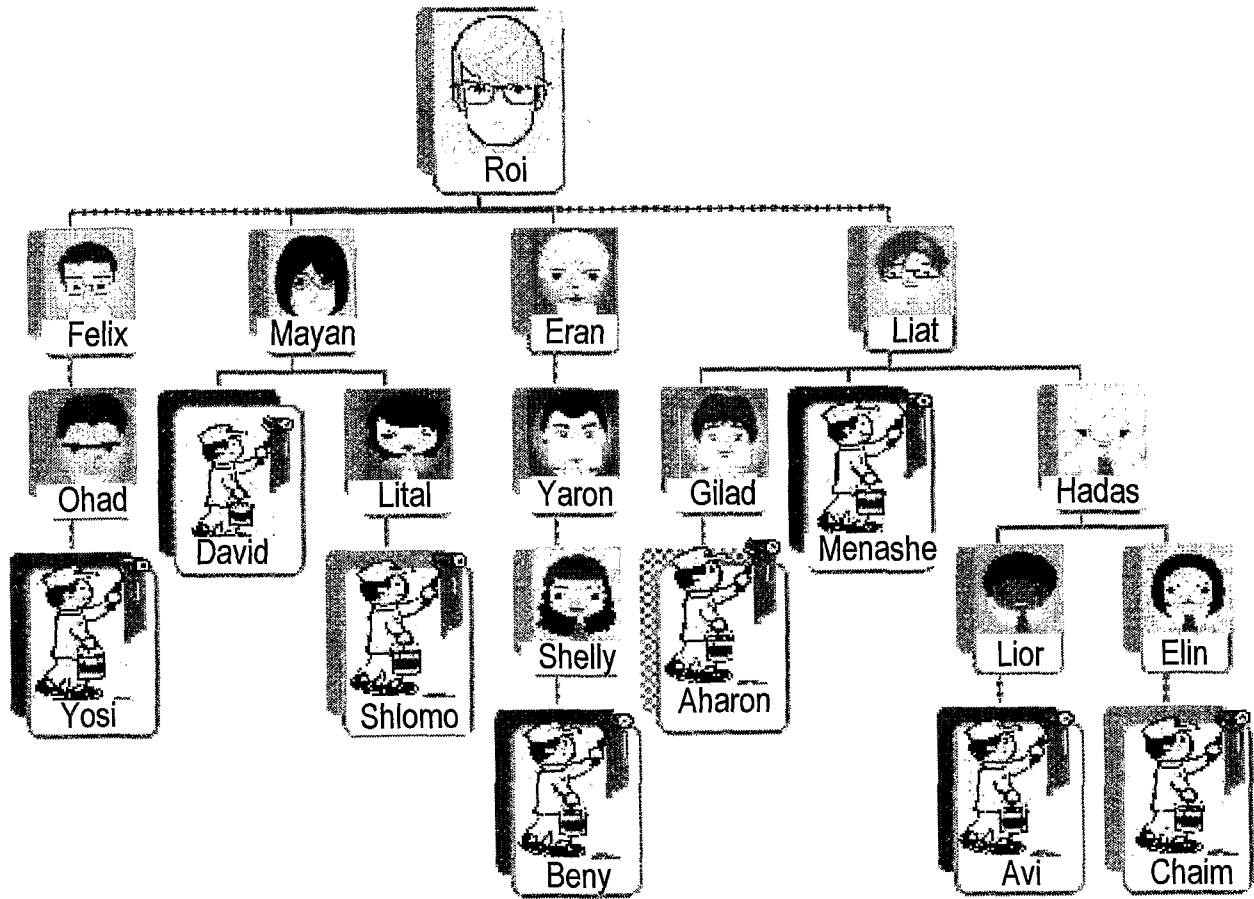 Roi
Felix
Mayan
Eran
Liat
Ohad
David
Lital
Yaron
Gilad
Menashe
Hadas
Yosi
Shlomo
Shelly
Aharon
Lior
Elin
Beny
Avi
Chaim